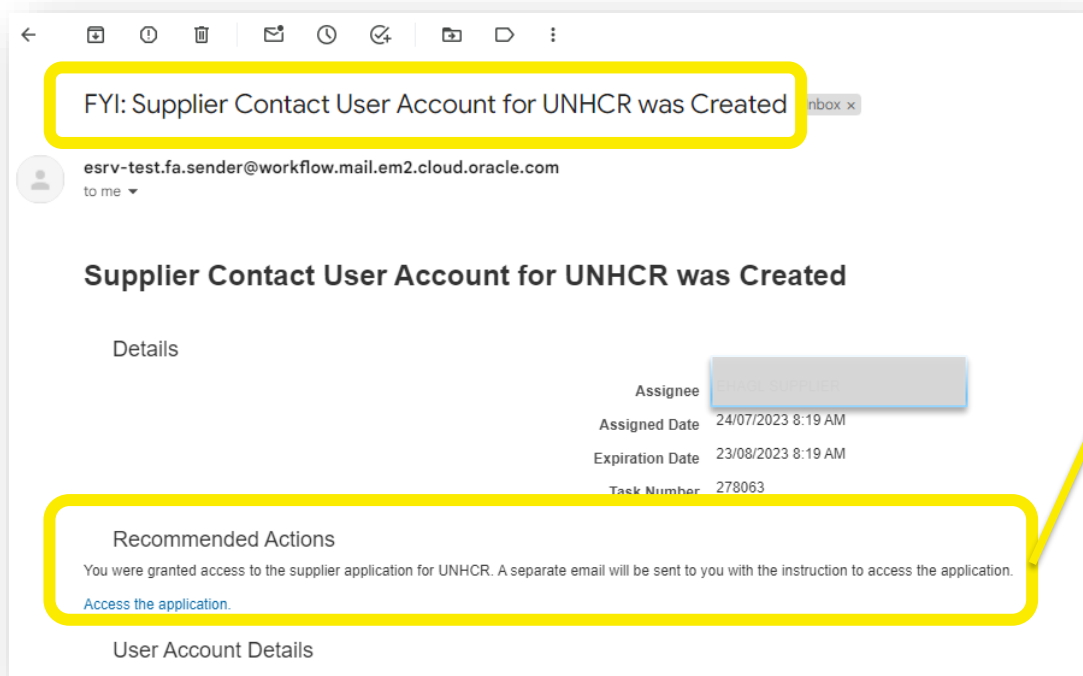 FYI: Supplier Contact User Account for UNHCR was Created
nbox ×
esrv-test.fa.sender@workflow.mail.em2.cloud.oracle.com
to me
Supplier Contact User Account for UNHCR was Created
Details
Assignee
Assigned Date 24/07/2023 8:19 AM
Expiration Date 23/08/2023 8:19 AM
Task Number 278063
Recommended Actions
You were granted access to the supplier application for UNHCR. A separate email will be sent to you with the instruction to access the application.
Access the application.
User Account Details